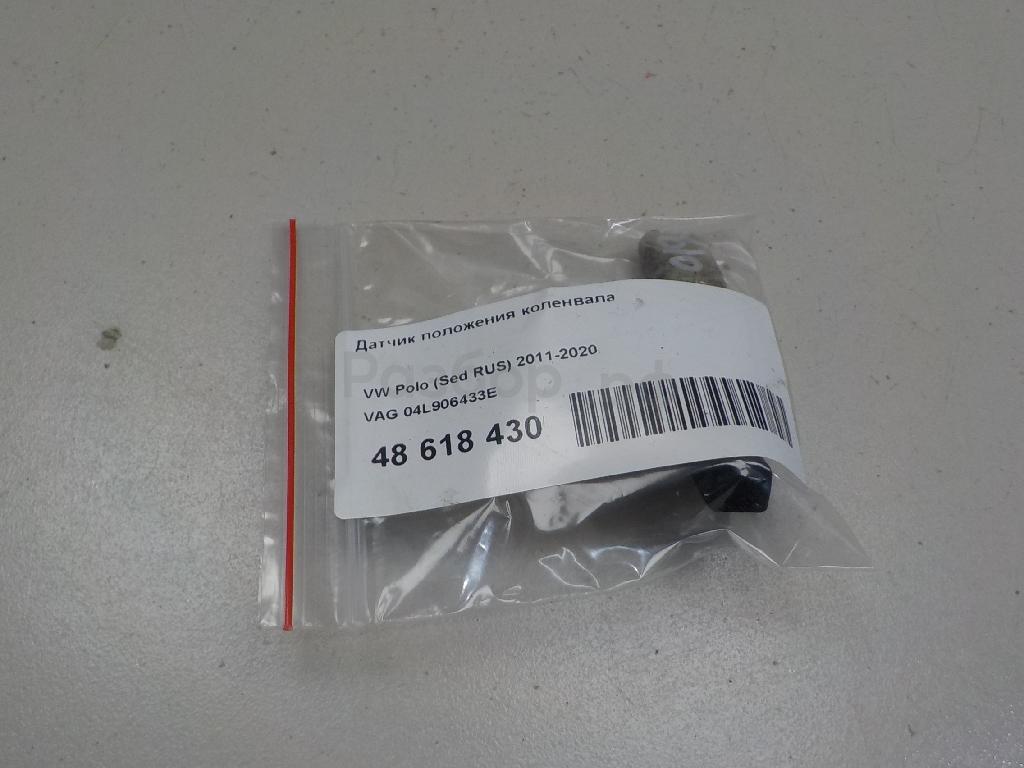 Датчик положения коленвала
VW Polo (Sed RUS) 2011-2020
VAG 04L906433E
48 618 430